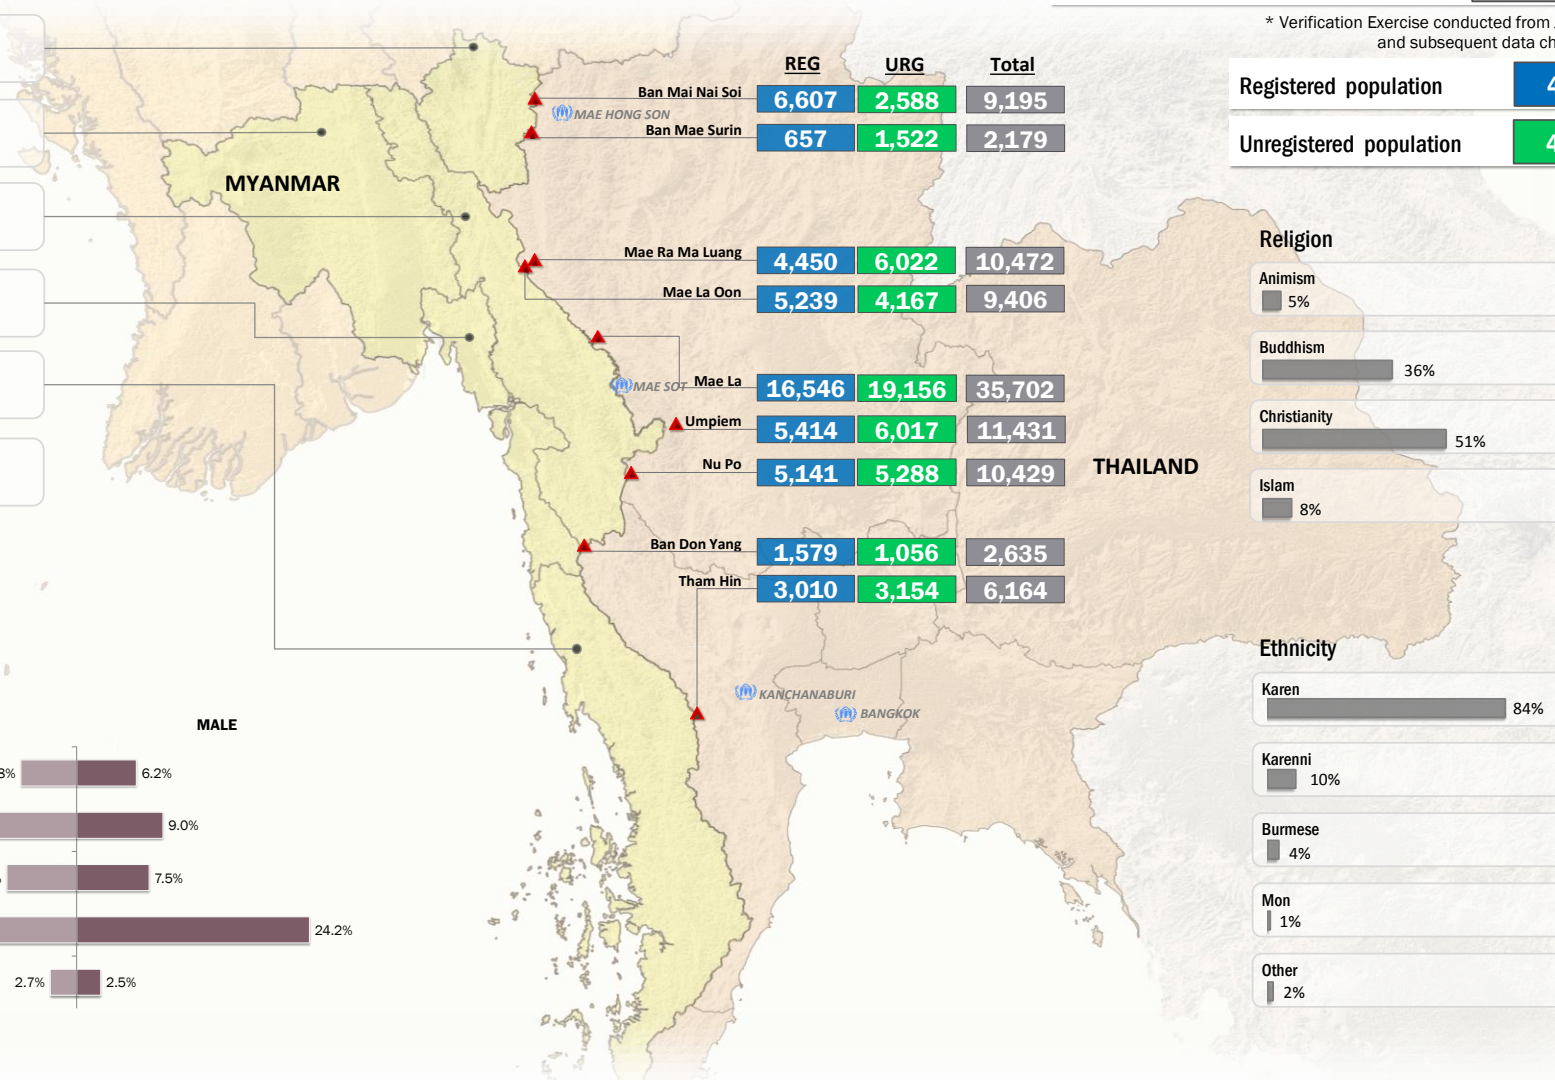 * Verification Exercise conducted from
and subsequent data ch
REG URG Total
Ban Mai Nai Soi 6,607 2,588 9,195
MAE HONG SON
Ban Mae Surin 657 1,522 2,179
Registered population 4
Unregistered population 4
MYANMAR
Mae Ra Ma Luang 4,450 6,022 10,472
Mae La Oon 5,239 4,167 9,406
MAE SOT
Mae La 16,546 19,156 35,702
Umpiem 5,414 6,017 11,431
Nu Po 5,141 5,288 10,429
THAILAND
Ban Don Yang 1,579 1,056 2,635
Tham Hin 3,010 3,154 6,164
KANCHANABURI
BANGKOK
Religion
Animism
5%
Buddhism
36%
Christianity
51%
Islam
8%
Ethnicity
Karen
84%
Karenni
10%
Burmese
4%
Mon
1%
Other
2%
MALE
8% 6.2%
9.0%
7.5%
24.2%
2.7% 2.5%